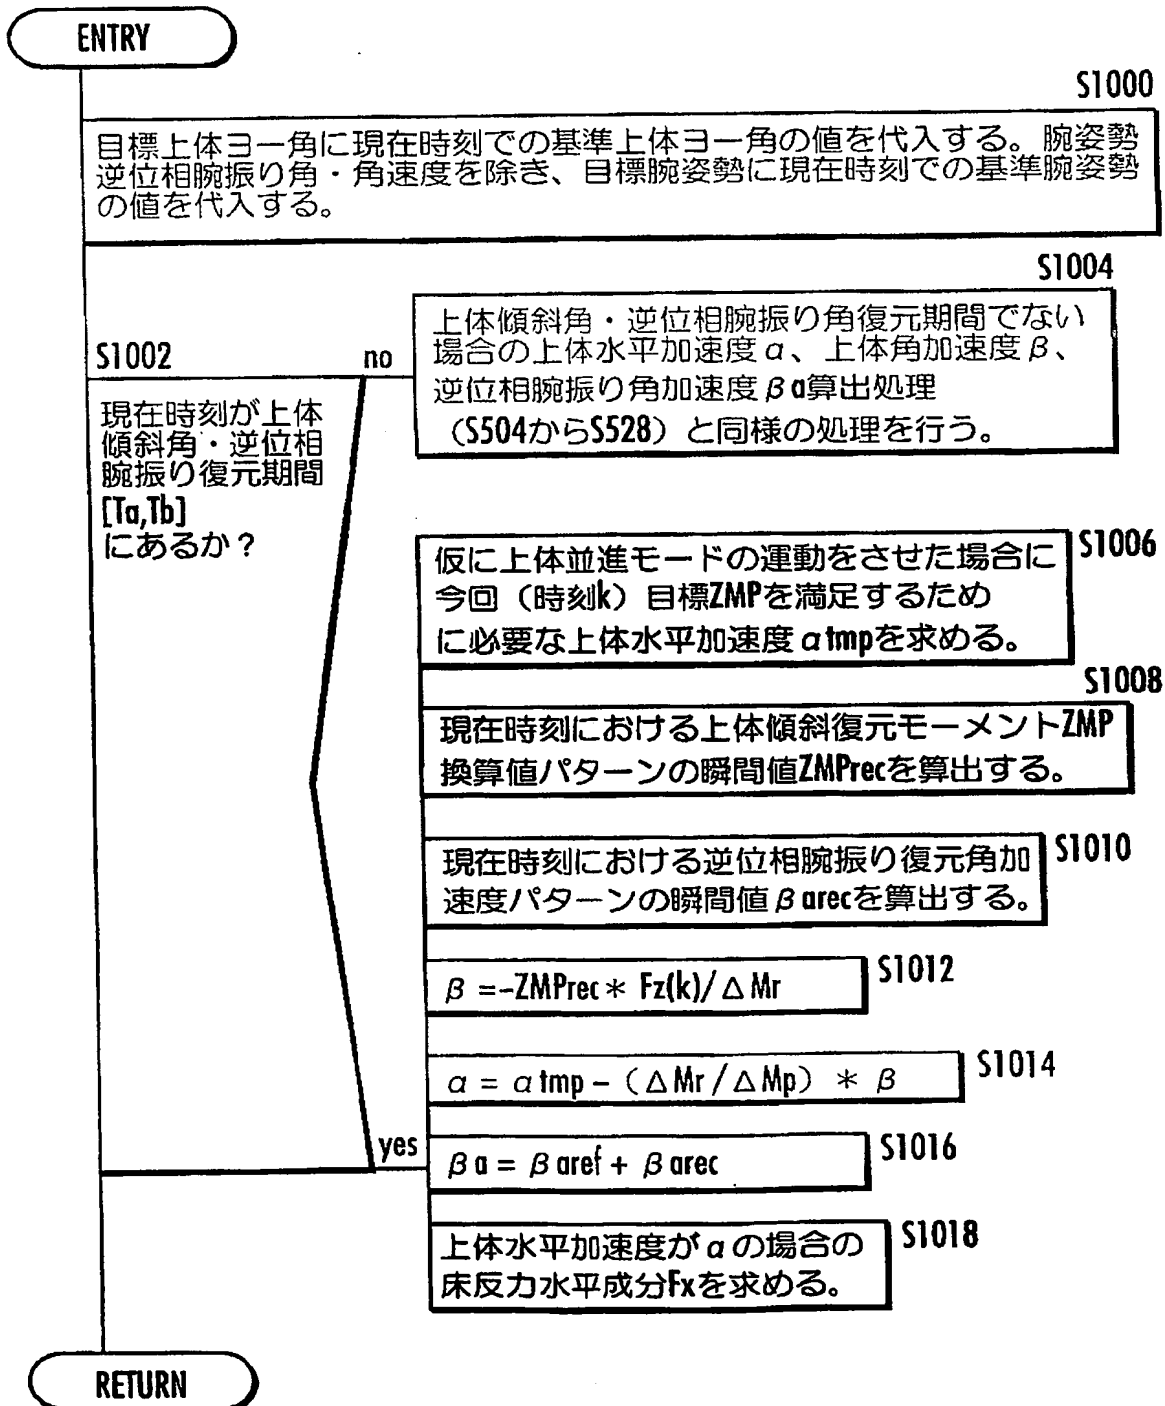 ENTRY
S1000
目標上体ヨー角に現在時刻での基準上体ヨー角の値を代入する。腕姿勢
逆位相腕振り角・角速度を除き、目標腕姿勢に現在時刻での基準腕姿勢
の値を代入する。
S1004
上体傾斜角・逆位相腕振り角復元期間でない
場合の上体水平加速度α、上体角加速度β、
逆位相腕振り角加速度βa算出処理
（S504からS528）と同様の処理を行う。
S1002
no
現在時刻が上体
傾斜角・逆位相
腕振り復元期間
[Ta,Tb]
にあるか？
S1006
仮に上体並進モードの運動をさせた場合に
今回（時刻k）目標ZMPを満足するため
に必要な上体水平加速度αtmpを求める。
S1008
現在時刻における上体傾斜復元モーメントZMP
換算値パターンの瞬間値ZMPrecを算出する。
S1010
現在時刻における逆位相腕振り復元角加
速度パターンの瞬間値βarecを算出する。
S1012
β=-ZMPrec＊ Fz(k)/ΔMr
S1014
α = αtmp－（ΔMr／ΔMp）＊ β
yes
S1016
βa = βaref + βarec
S1018
上体水平加速度がαの場合の
床反力水平成分Fxを求める。
RETURN